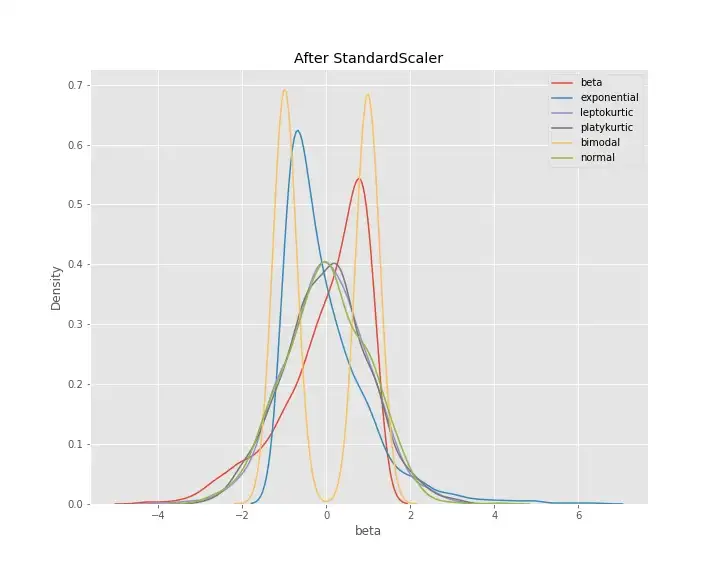 After StandardScaler
beta
exponential
leptokurtic
platykurtic
bimodal
normal
0.7
0.6
0.5
0.4
0.3
0.2
0.1
0.0
Density
−4
−2
0
2
4
6
beta